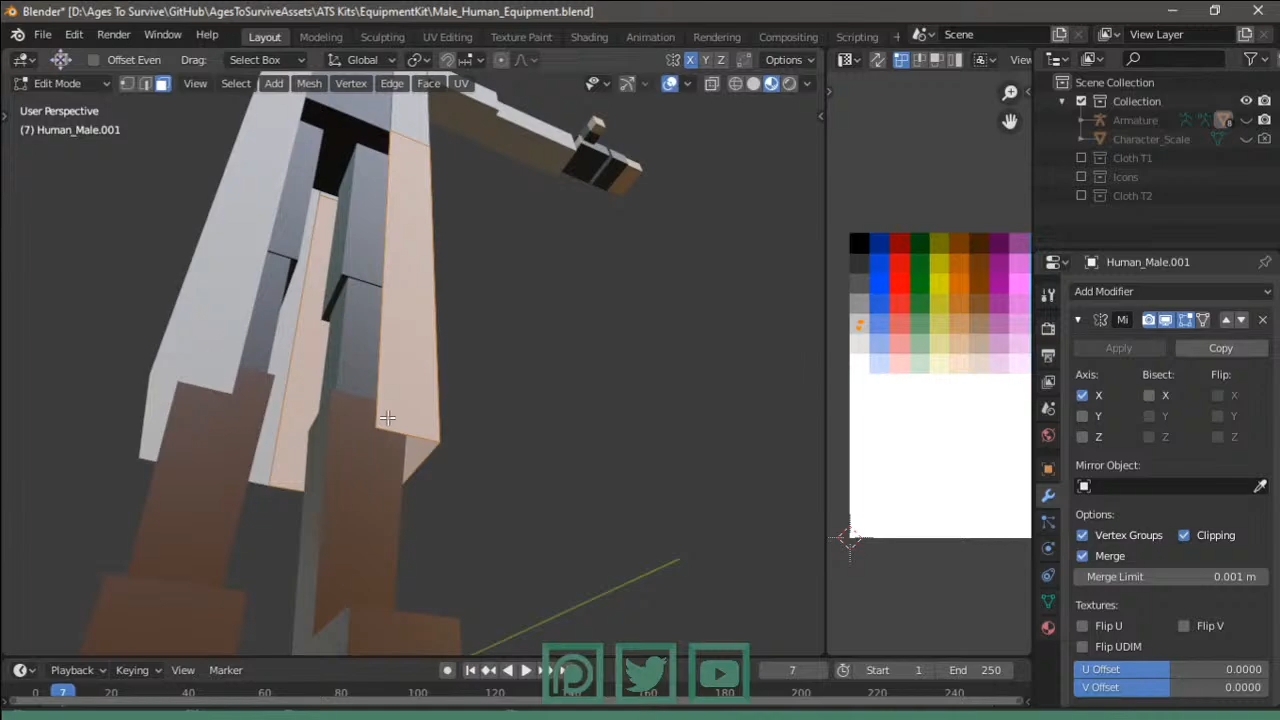 Blender* [D:\Ages To Survive\GitHub\AgesToSurviveAssets\ATS Kits\EquipmentKit\Male_Human_Equipment.blend]
File Edit Render Window Help Layout Modeling Sculpting UV Editing Texture Paint Shading Animation Rendering Compositing Scripting + Scene View Layer
Offset Even Drag: Select Box Global X Y Z Options View
Edit Mode View Select Add Mesh Vertex Edge Face UV
User Perspective
(7) Human_Male.001
Scene Collection
Collection
Armature
Character_Scale
Cloth T1
Icons
Cloth T2
Human_Male.001
Add Modifier
Mi
Apply Copy
Axis: Bisect: Flip:
X X X
Y Y Y
Z Z Z
Mirror Object:
Options:
Vertex Groups Clipping
Merge
Merge Limit 0.001 m
Textures:
Flip U Flip V
Flip UDIM
U Offset 0.0000
V Offset 0.0000
Playback Keying View Marker 7 Start 1 End 250
0 7 20 40 60 80 100 120 140 160 180 200 220 240